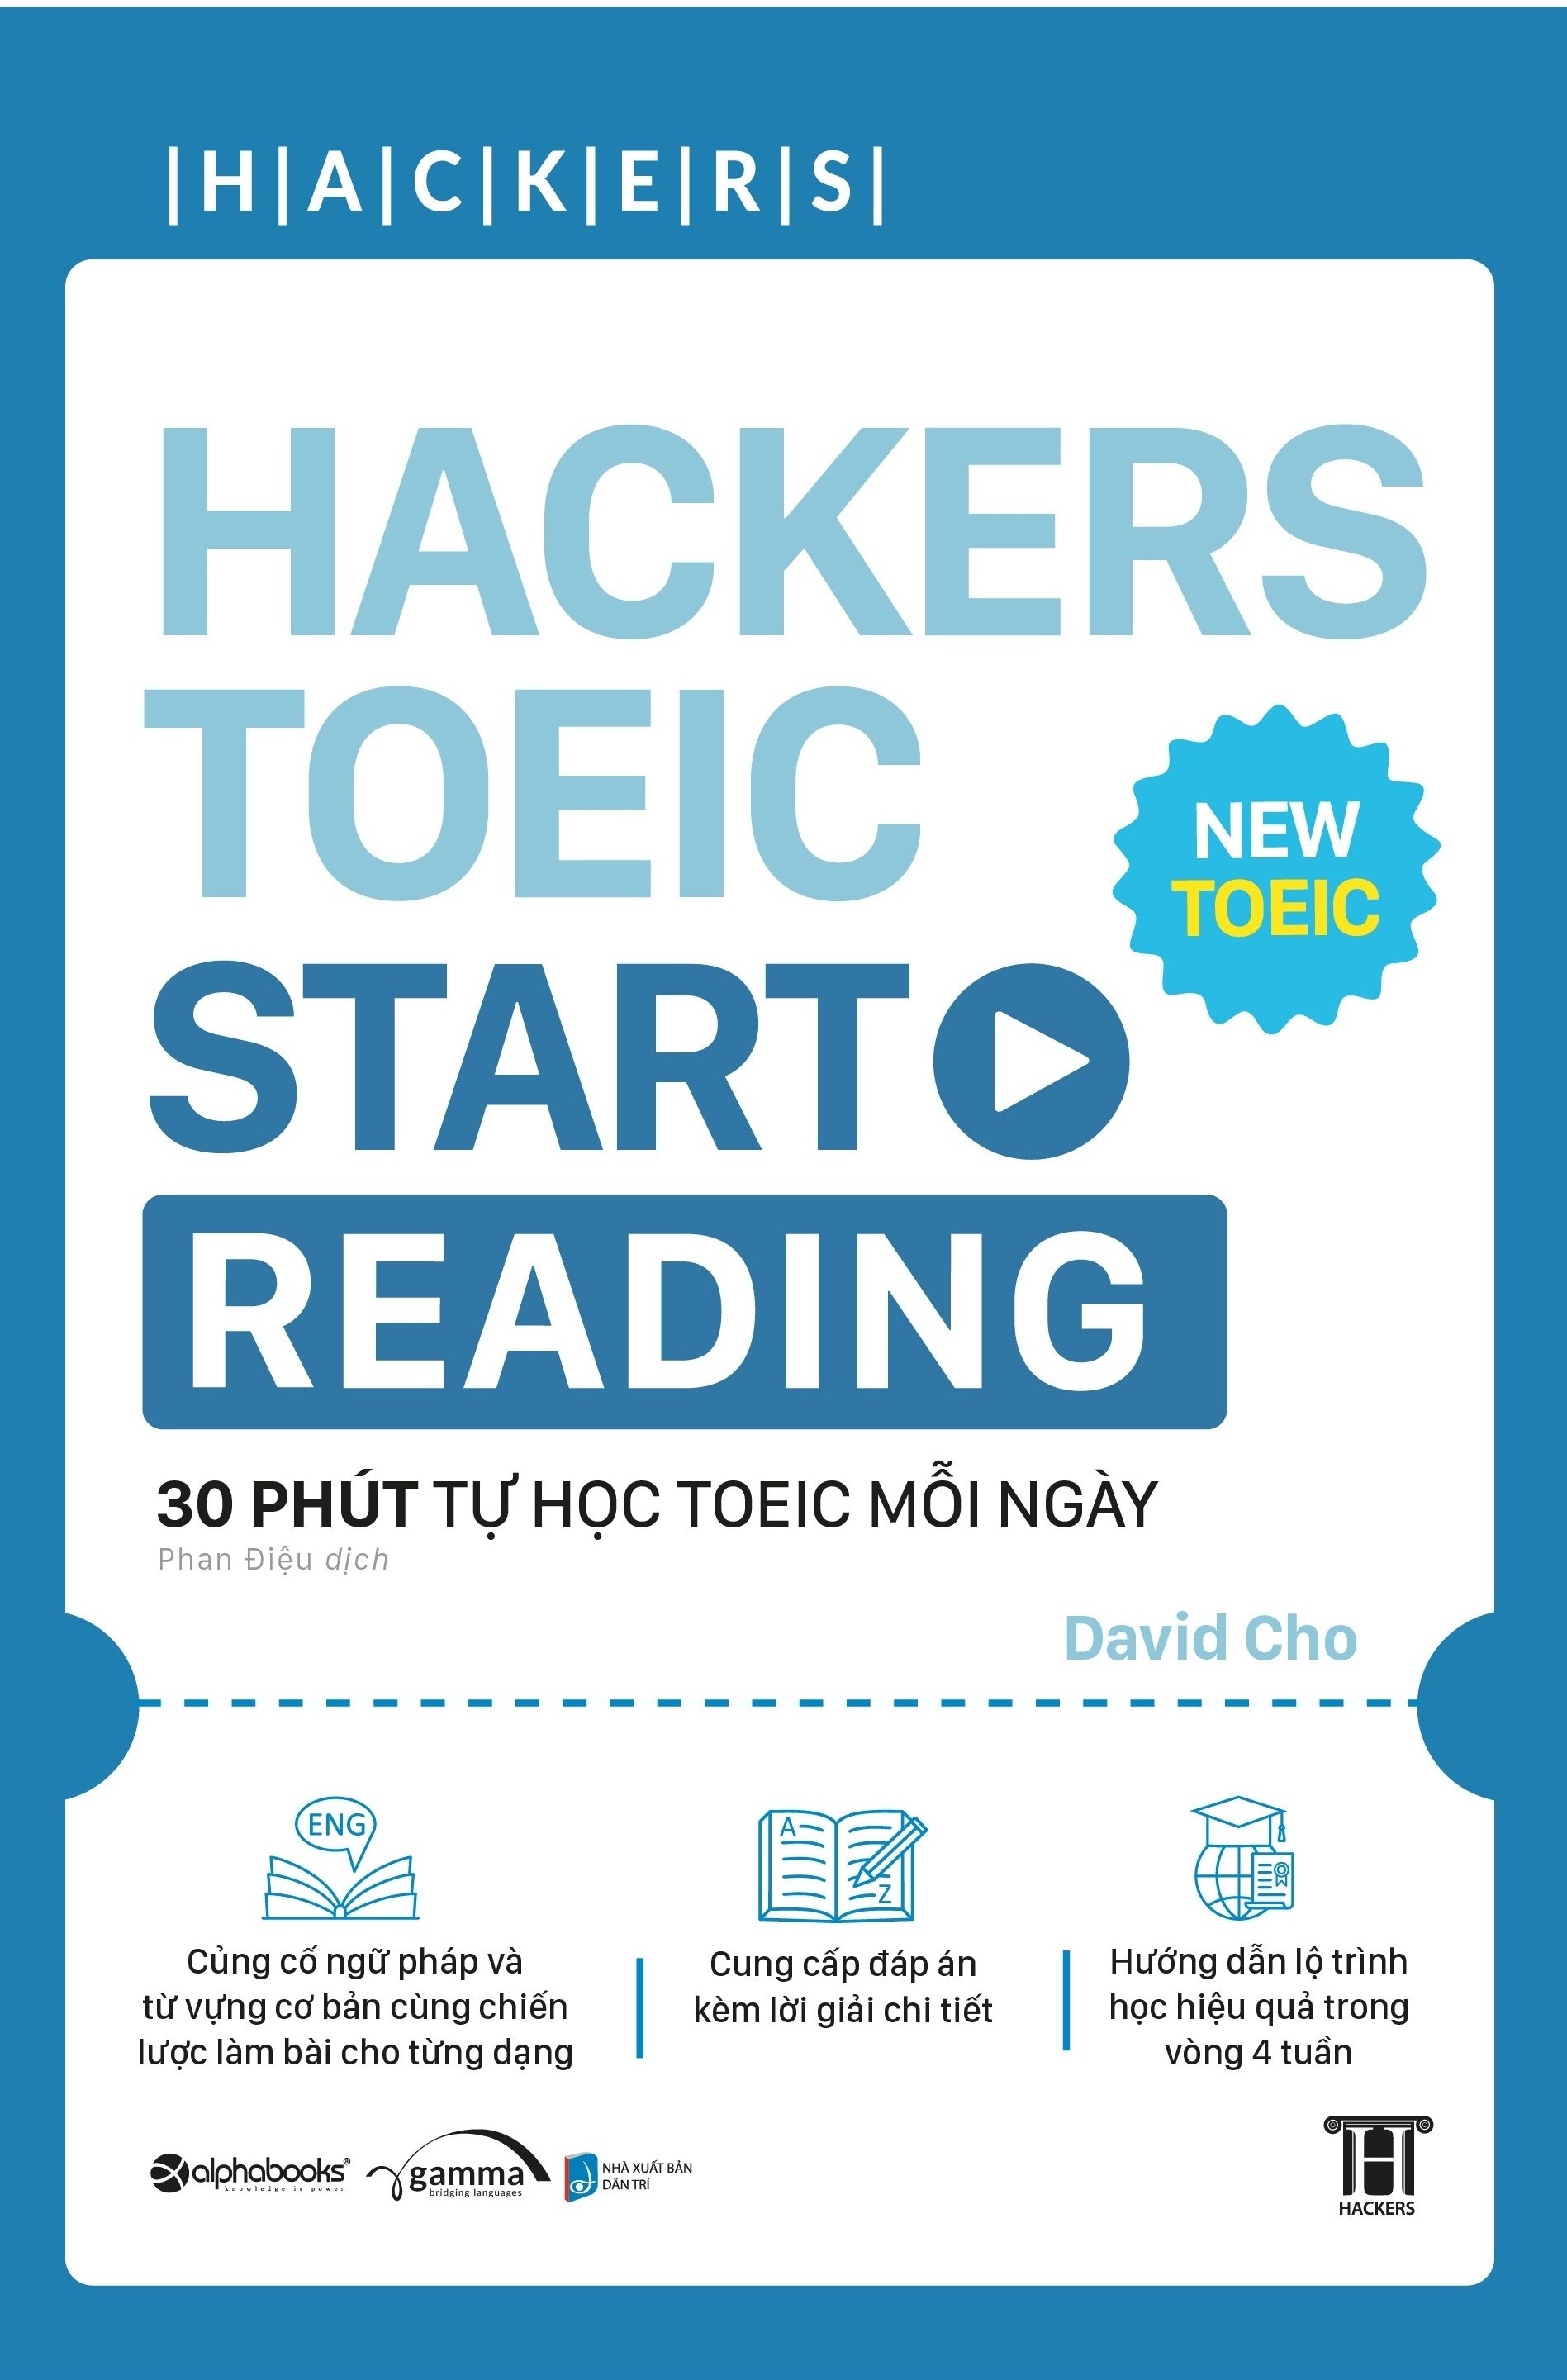 |H|A|C|K|E|R|S|
HACKERS
TOEIC
NEW
TOEIC
START
READING
30 PHÚT TỰ HỌC TOEIC MỖI NGÀY
Phan Điệu dịch
David Cho
ENG
A
Z
Củng cố ngữ pháp và
từ vựng cơ bản cùng chiến
lược làm bài cho từng dạng
Cung cấp đáp án
kèm lời giải chi tiết
Hướng dẫn lộ trình
học hiệu quả trong
vòng 4 tuần
alphabooks®
knowledge is power
gamma
bridging languages
NHÀ XUẤT BẢN
DÂN TRÍ
H
HACKERS